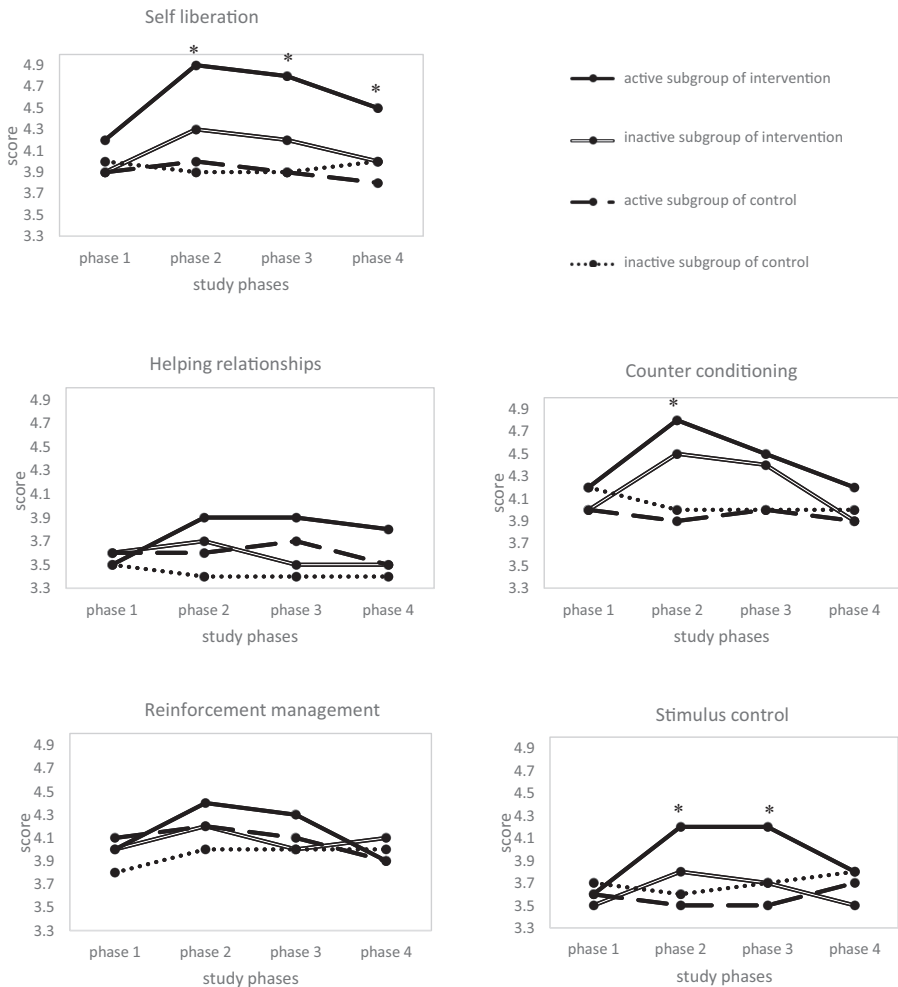 Self liberation
*
*
*
4.9
4.7
4.5
4.3
4.1
3.9
3.7
3.5
3.3
score
phase 1 phase 2 phase 3 phase 4
study phases
active subgroup of intervention
inactive subgroup of intervention
active subgroup of control
inactive subgroup of control
Helping relationships
4.9
4.7
4.5
4.3
4.1
3.9
3.7
3.5
3.3
score
phase 1 phase 2 phase 3 phase 4
study phases
Counter conditioning
*
4.9
4.7
4.5
4.3
4.1
3.9
3.7
3.5
3.3
score
phase 1 phase 2 phase 3 phase 4
study phases
Reinforcement management
4.9
4.7
4.5
4.3
4.1
3.9
3.7
3.5
3.3
score
phase 1 phase 2 phase 3 phase 4
study phases
Stimulus control
* *
4.9
4.7
4.5
4.3
4.1
3.9
3.7
3.5
3.3
score
phase 1 phase 2 phase 3 phase 4
study phases